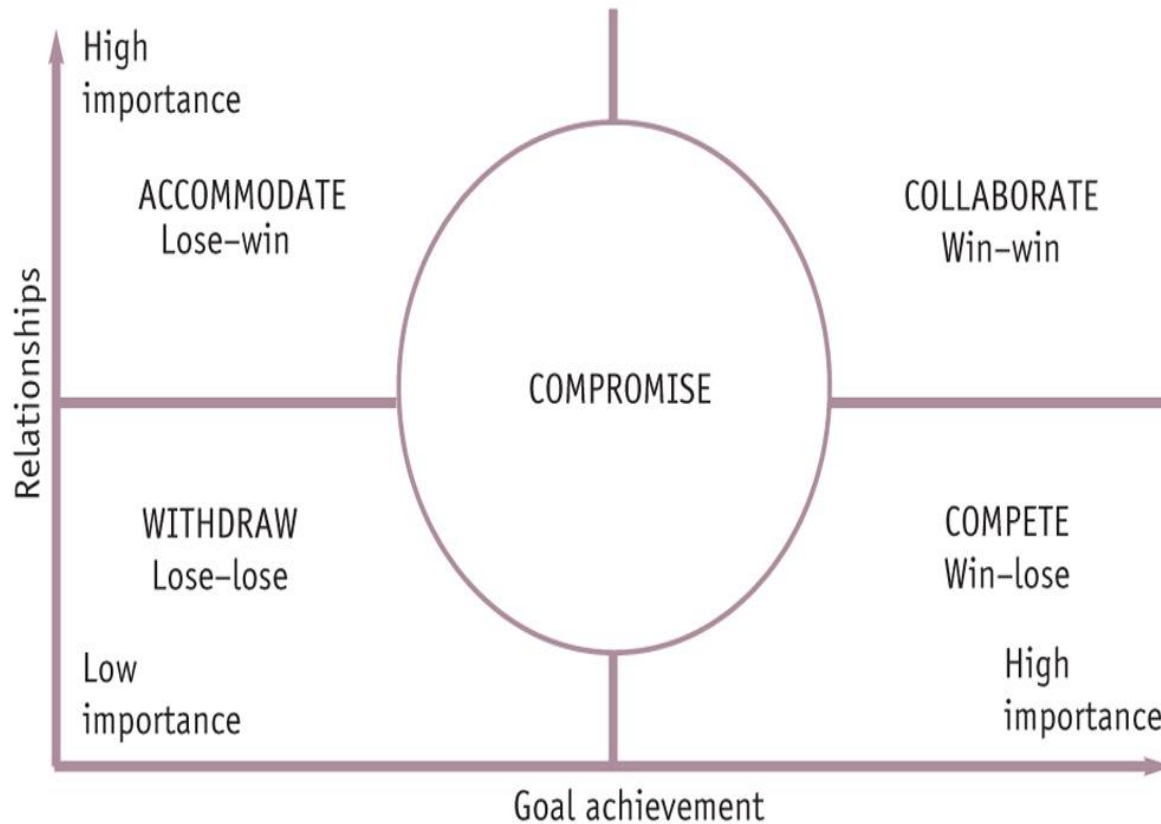 High
importance
ACCOMMODATE
Lose–win
COLLABORATE
Win–win
Relationships
COMPROMISE
WITHDRAW
Lose–lose
COMPETE
Win–lose
Low
importance
High
importance
Goal achievement